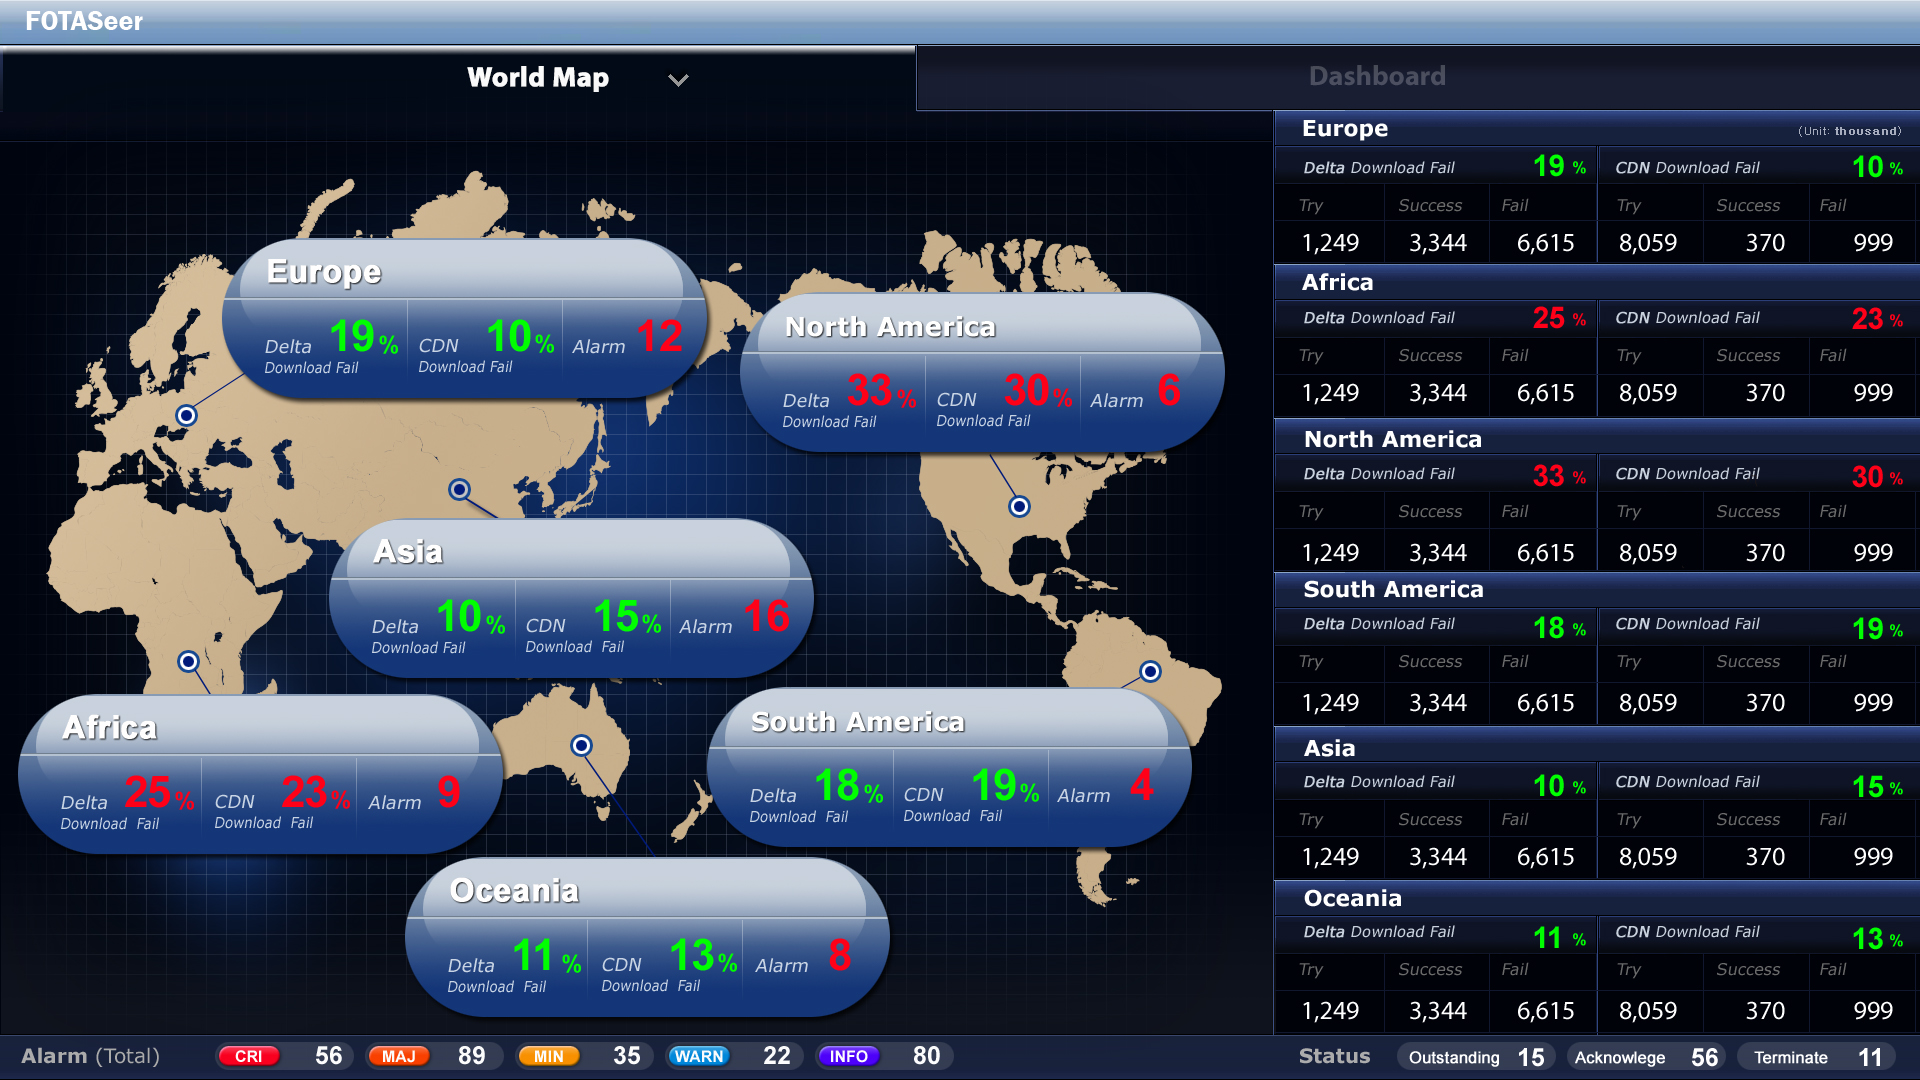 FOTASeer
World Map
Dashboard
Europe
Delta 19 % CDN 10 % Alarm 12
Download Fail Download Fail
North America
Delta 33 % CDN 30 % Alarm 6
Download Fail Download Fail
Asia
Delta 10 % CDN 15 % Alarm 16
Download Fail Download Fail
Africa
Delta 25 % CDN 23 % Alarm 9
Download Fail Download Fail
South America
Delta 18 % CDN 19 % Alarm 4
Download Fail Download Fail
Oceania
Delta 11 % CDN 13 % Alarm 8
Download Fail Download Fail
Europe (Unit: thousand)
Delta Download Fail 19 % CDN Download Fail 10 %
Try Success Fail Try Success Fail
1,249 3,344 6,615 8,059 370 999
Africa
Delta Download Fail 25 % CDN Download Fail 23 %
Try Success Fail Try Success Fail
1,249 3,344 6,615 8,059 370 999
North America
Delta Download Fail 33 % CDN Download Fail 30 %
Try Success Fail Try Success Fail
1,249 3,344 6,615 8,059 370 999
South America
Delta Download Fail 18 % CDN Download Fail 19 %
Try Success Fail Try Success Fail
1,249 3,344 6,615 8,059 370 999
Asia
Delta Download Fail 10 % CDN Download Fail 15 %
Try Success Fail Try Success Fail
1,249 3,344 6,615 8,059 370 999
Oceania
Delta Download Fail 11 % CDN Download Fail 13 %
Try Success Fail Try Success Fail
1,249 3,344 6,615 8,059 370 999
Alarm (Total) CRI 56 MAJ 89 MIN 35 WARN 22 INFO 80
Status Outstanding 15 Acknowlege 56 Terminate 11